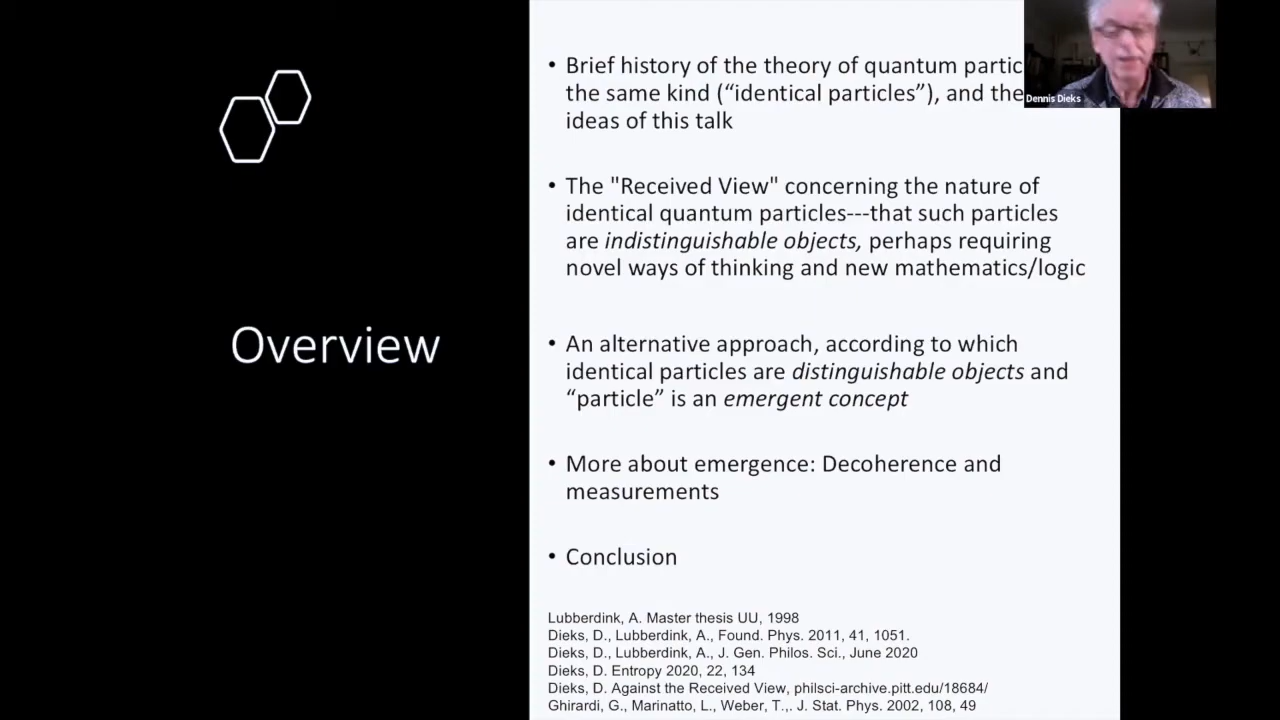 Overview
• Brief history of the theory of quantum
the same kind (“identical particles”), and the
ideas of this talk
Dennis Dieks
• The "Received View" concerning the nature of
identical quantum particles---that such particles
are indistinguishable objects, perhaps requiring
novel ways of thinking and new mathematics/logic
• An alternative approach, according to which
identical particles are distinguishable objects and
“particle” is an emergent concept
• More about emergence: Decoherence and
measurements
• Conclusion
Lubberdink, A. Master thesis UU, 1998
Dieks, D., Lubberdink, A., Found. Phys. 2011, 41, 1051.
Dieks, D., Lubberdink, A., J. Gen. Philos. Sci., June 2020
Dieks, D. Entropy 2020, 22, 134
Dieks, D. Against the Received View, philsci-archive.pitt.edu/18684/
Ghirardi, G., Marinatto, L., Weber, T.,. J. Stat. Phys. 2002, 108, 49